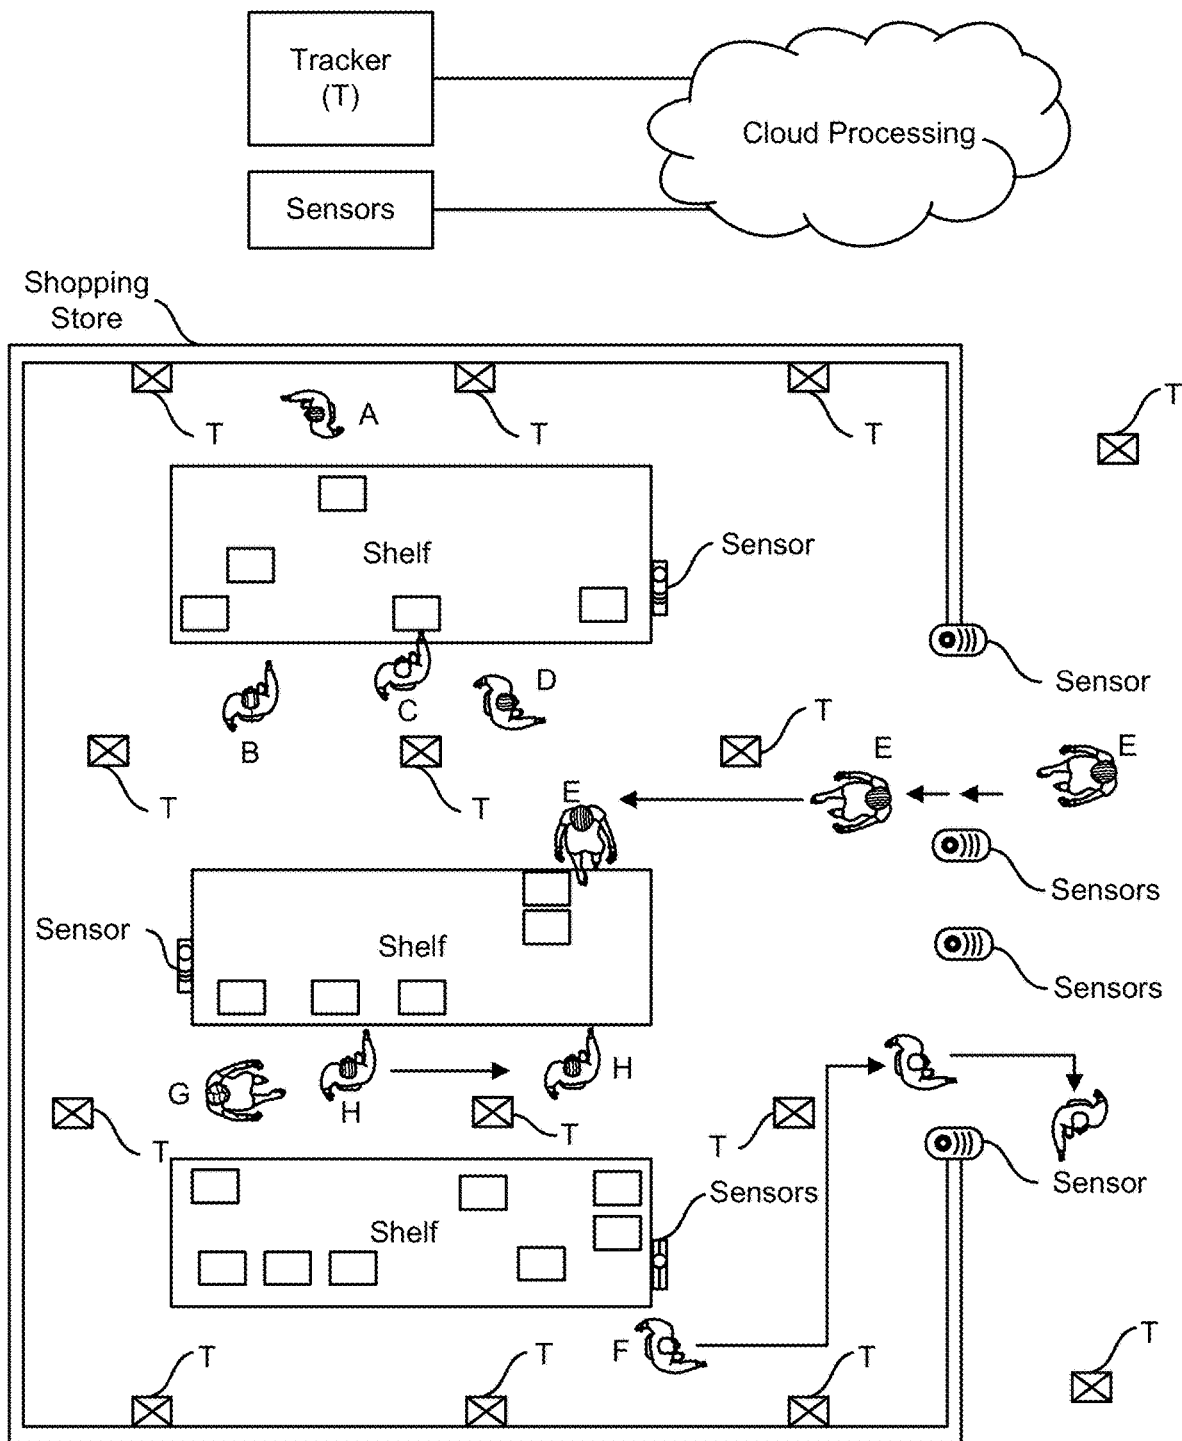 Tracker
(T)
Cloud Processing
Sensors
Shopping
Store
A
T
T
T
T
Shelf
Sensor
Sensor
D
C
B
T
E
E
E
T
T
Sensors
Sensor
Shelf
Sensors
G
H
H
T
T
T
Sensor
Sensors
Shelf
F
T
T
T
T